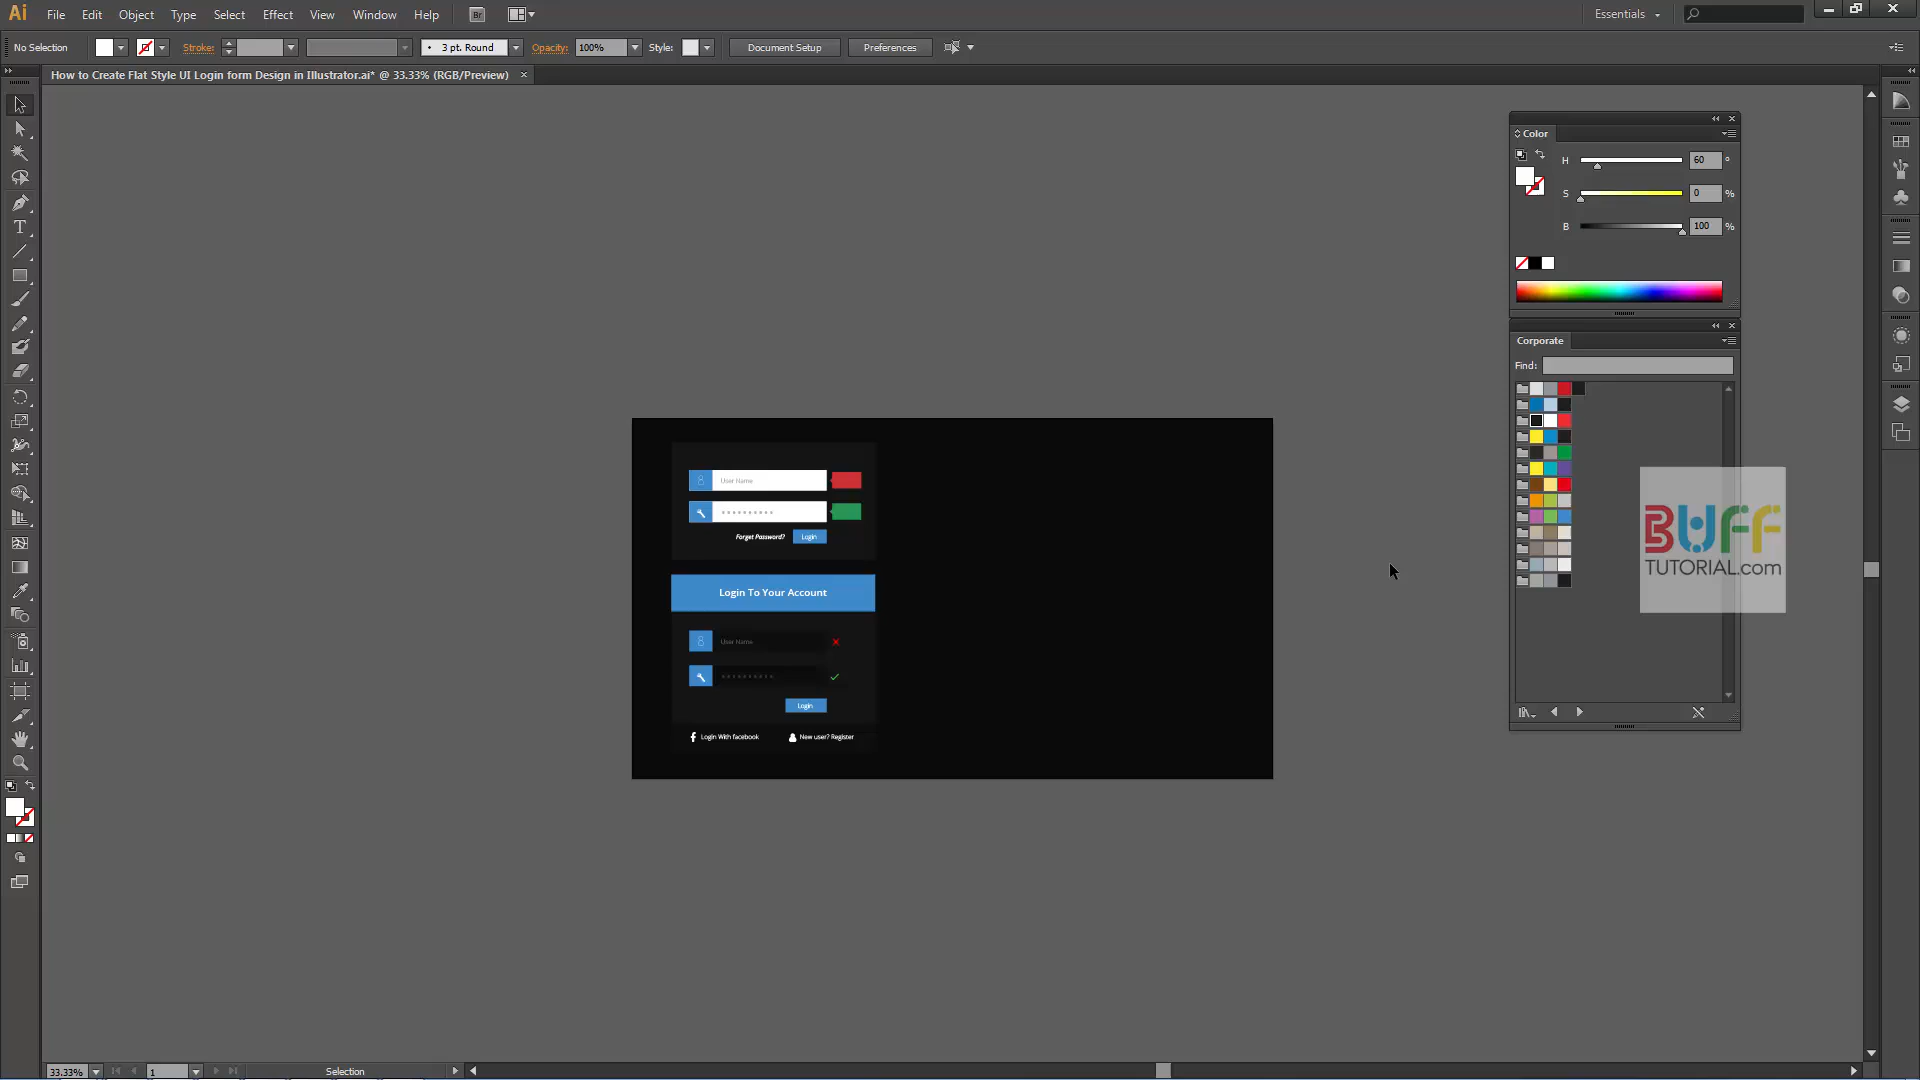 Ai File Edit Object Type Select Effect View Window Help Br Essentials
No Selection Stroke: 3 pt. Round Opacity: 100% Style: Document Setup Preferences
How to Create Flat Style UI Login form Design in Illustrator.ai* @ 33.33% (RGB/Preview)
Color
H 60 °
S 0 %
B 100 %
Corporate
Find:
User Name
Forget Password? Login
Login To Your Account
User Name
Login
Login With facebook New user? Register
BUFF
TUTORIAL.com
33.33% 1 Selection